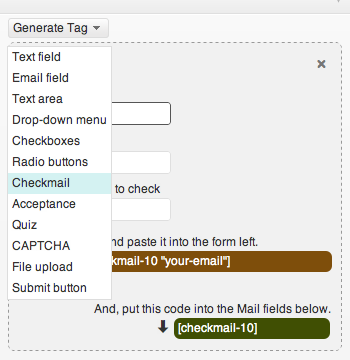 Generate Tag
Text field
Email field
Text area
Drop-down menu
Checkboxes
Radio buttons
Checkmail
to check
Acceptance
Quiz
CAPTCHA
nd paste it into the form left.
kmail-10 "your-email"]
File upload
Submit button
And, put this code into the Mail fields below.
[checkmail-10]